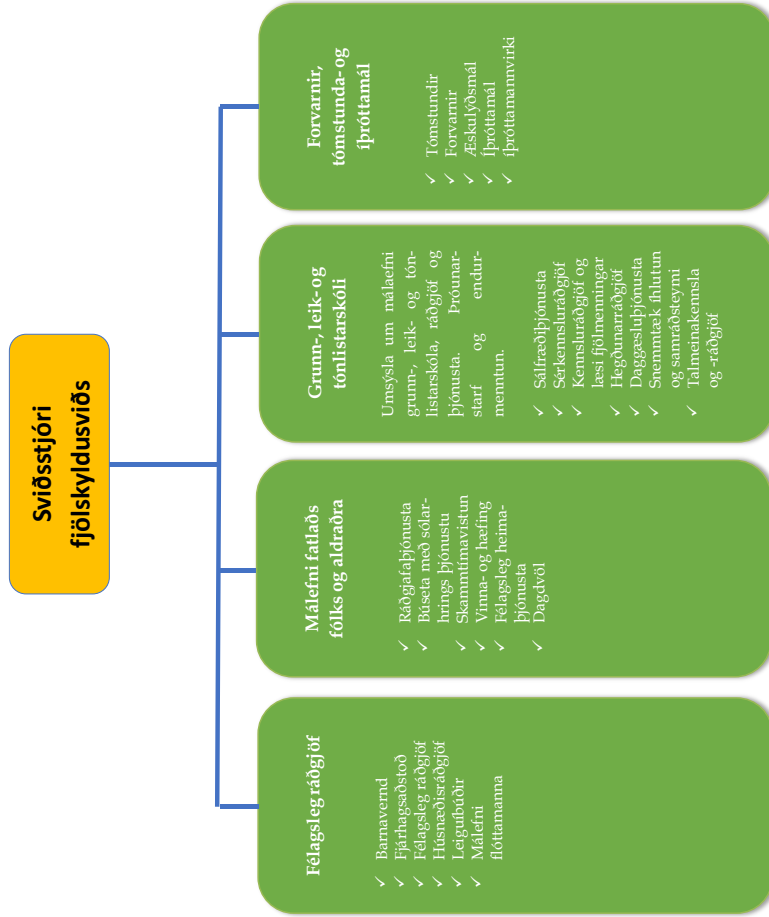 Sviðsstjóri
fjölskyldusviðs
Félagsleg ráðgjöf
✓ Barnavernd
✓ Fjárhagsaðstoð
✓ Félagsleg ráðgjöf
✓ Húsnæðisráðgjöf
✓ Leiguíbúðir
✓ Málefni
flóttamanna
Málefni fatlaðs
fólks og aldraðra
✓ Ráðgjafaþjónusta
✓ Búseta með sólar-
hrings þjónustu
✓ Skammtímavistun
✓ Vinna- og hæfing
✓ Félagsleg heima-
þjónusta
✓ Dagdvöl
Grunn-, leik- og
tónlistarskóli
Umsýsla um málaefni
grunn-, leik- og tón-
listarskóla, ráðgjöf og
þjónusta. Þróunar-
starf og endur-
menntun.
✓ Sálfræðiþjónusta
✓ Sérkennsluráðgjöf
✓ Kennsluráðgjöf og
læsi fjölmenningar
✓ Hegðunarráðgjöf
✓ Daggæsluþjónusta
✓ Snemmtæk íhlutun
og samráðsteymi
✓ Talmeinakennsla
og -ráðgjöf
Forvarnir,
tómstunda- og
íþróttamál
✓ Tómstundir
✓ Forvarnir
✓ Æskulýðsmál
✓ Íþróttamál
✓ íþróttamannvirki